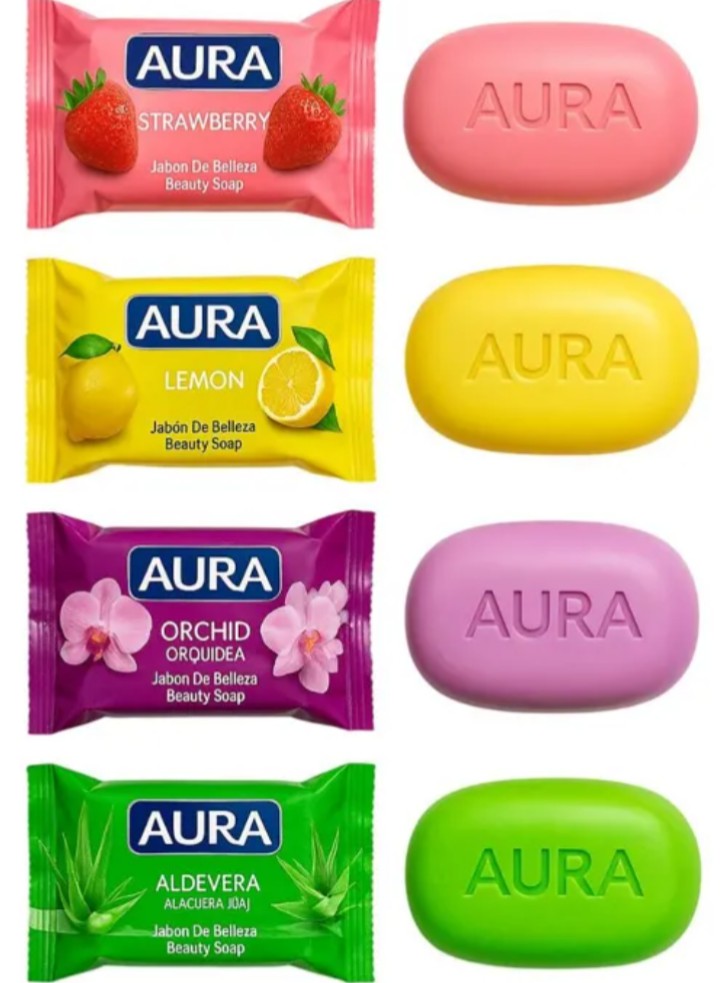 AURA
STRAWBERRY
Jabon De Belleza
Beauty Soap
AURA
AURA
LEMON
Jabón De Belleza
Beauty Soap
AURA
AURA
ORCHID
ORQUIDEA
Jabon De Belleza
Beauty Soap
AURA
AURA
ALDEVERA
ALACUERA JŪAJ
Jabon De Belleza
Beauty Soap
AURA